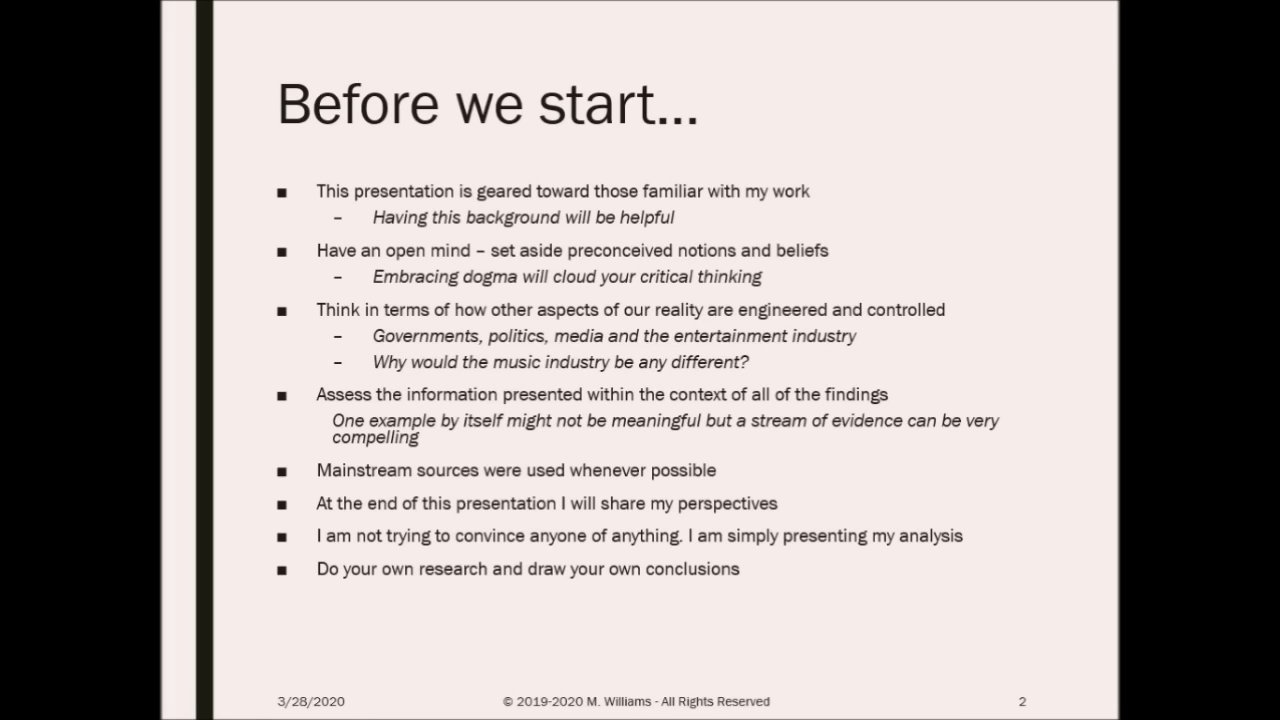 Before we start...
■ This presentation is geared toward those familiar with my work
– Having this background will be helpful
■ Have an open mind – set aside preconceived notions and beliefs
– Embracing dogma will cloud your critical thinking
■ Think in terms of how other aspects of our reality are engineered and controlled
– Governments, politics, media and the entertainment industry
– Why would the music industry be any different?
■ Assess the information presented within the context of all of the findings
One example by itself might not be meaningful but a stream of evidence can be very
compelling
■ Mainstream sources were used whenever possible
■ At the end of this presentation I will share my perspectives
■ I am not trying to convince anyone of anything. I am simply presenting my analysis
■ Do your own research and draw your own conclusions
3/28/2020 © 2019-2020 M. Williams - All Rights Reserved 2